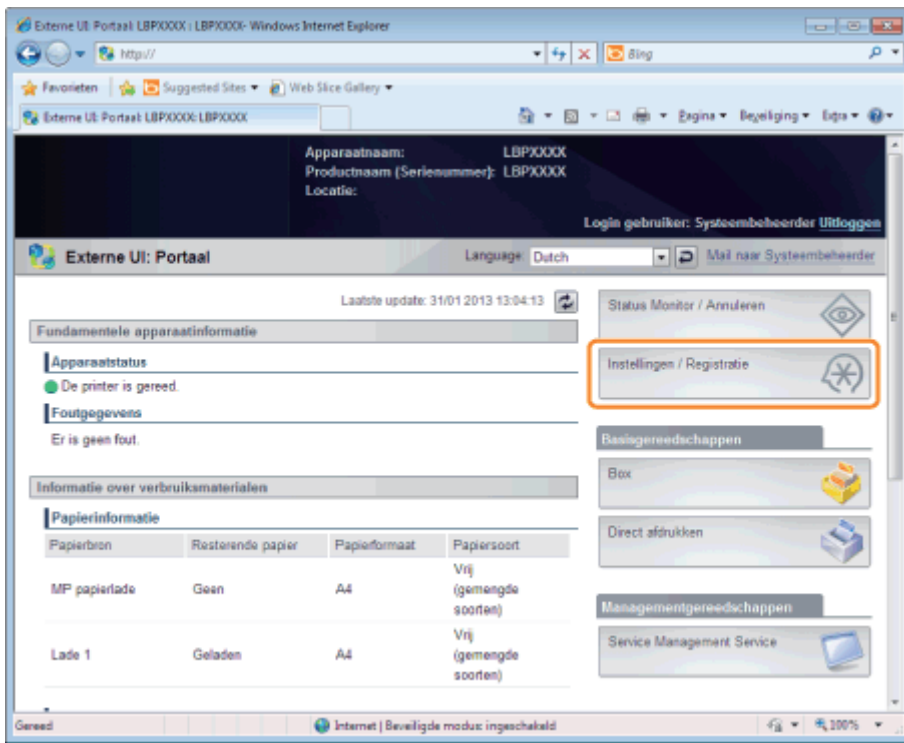 Externe UI: Portaal: LBPXXXX : LBPXXXX- Windows Internet Explorer
http://
Bing
Favorieten Suggested Sites Web Slice Gallery
Externe UI: Portaal: LBPXXXX: LBPXXXX
Pagina Beveiliging Extra
Apparaatnaam: LBPXXXX
Productnaam (Serienummer): LBPXXXX
Locatie:
Login gebruiker: Systeembeheerder Uitloggen
Externe UI: Portaal
Language: Dutch
Mail naar Systeembeheerder
Laatste update: 31/01 2013 13:04:13
Fundamentele apparaatinformatie
Apparaatstatus
De printer is gereed.
Foutgegevens
Er is geen fout.
Informatie over verbruiksmaterialen
Papierinformatie
Papierbron Resterende papier Papierformaat Papiersoort
MP papierlade Geen A4 Vrij (gemengde soorten)
Lade 1 Geladen A4 Vrij (gemengde soorten)
Status Monitor / Annuleren
Instellingen / Registratie
Basisgereedschappen
Box
Direct afdrukken
Managementgereedschappen
Service Management Service
Gereed
Internet | Beveiligde modus: ingeschakeld
100%